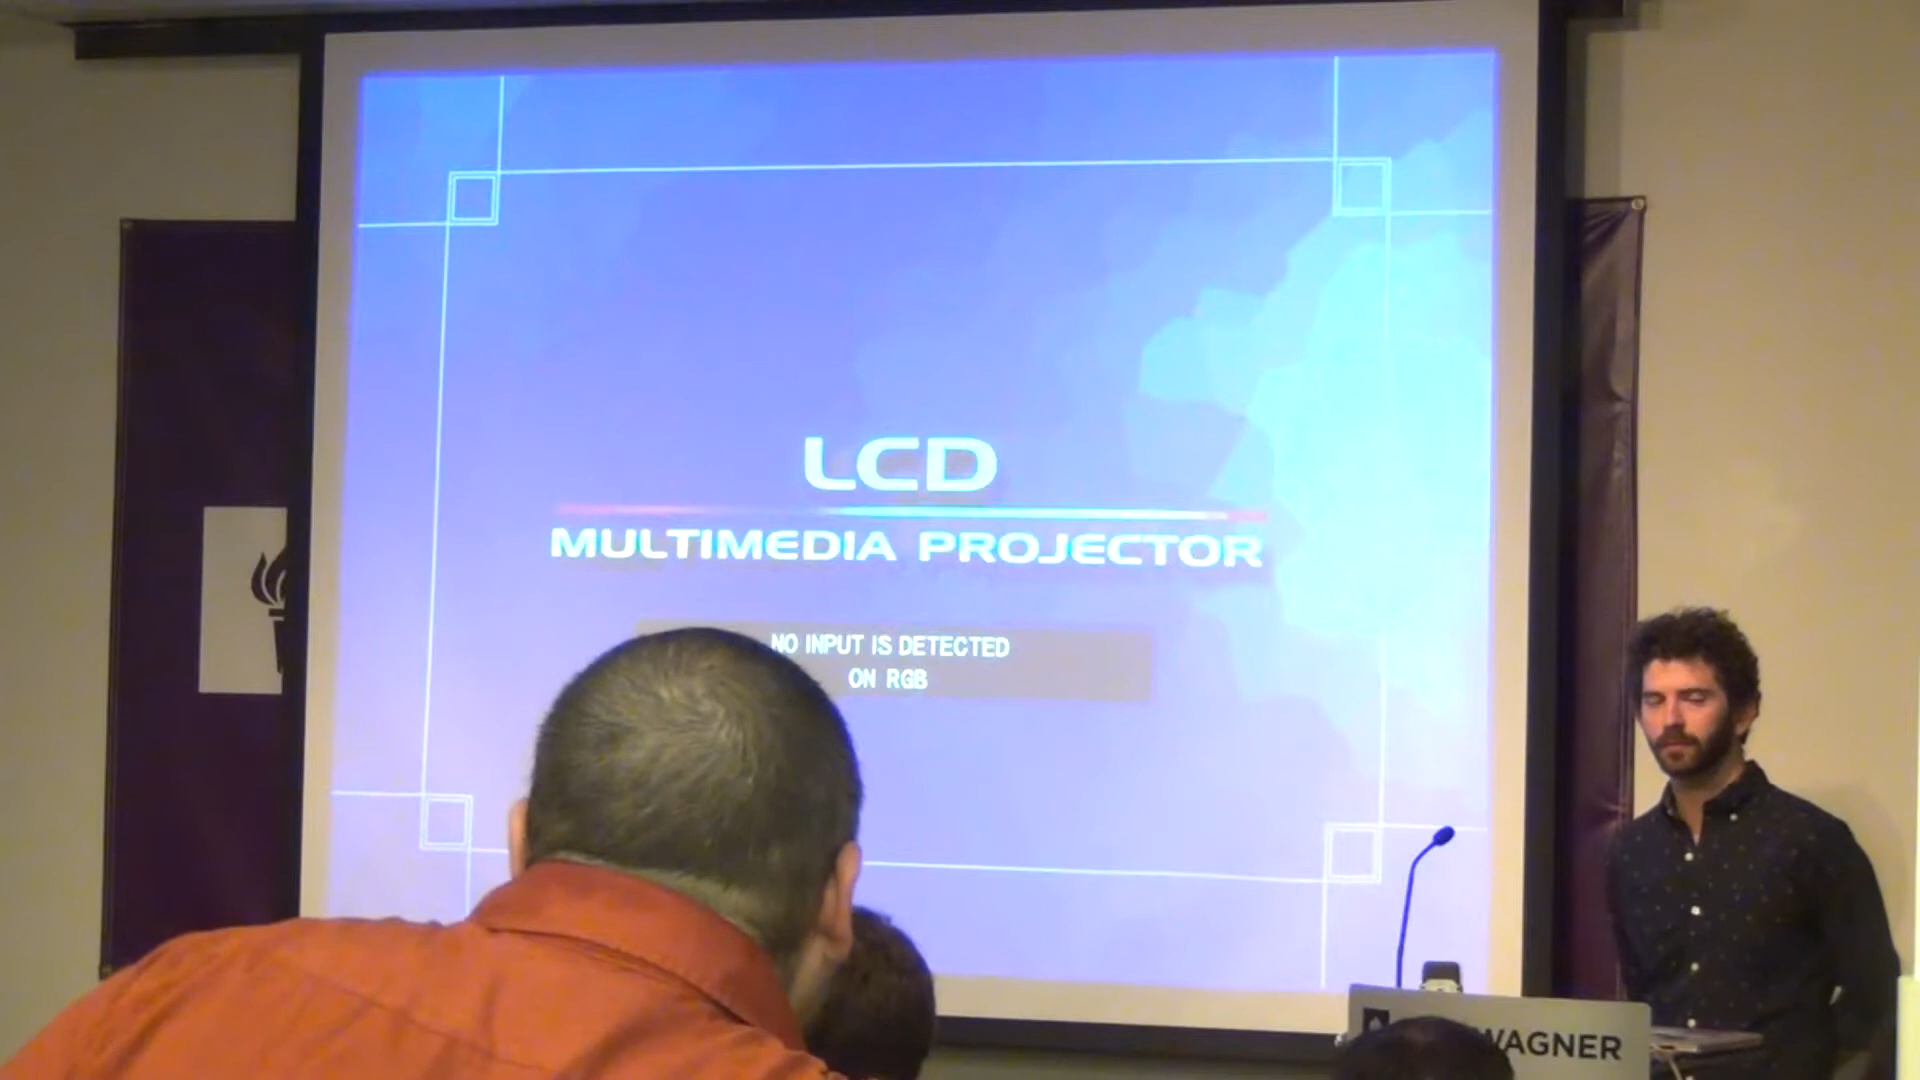 LCD
MULTIMEDIA PROJECTOR
NO INPUT IS DETECTED
ON RGB
WAGNER